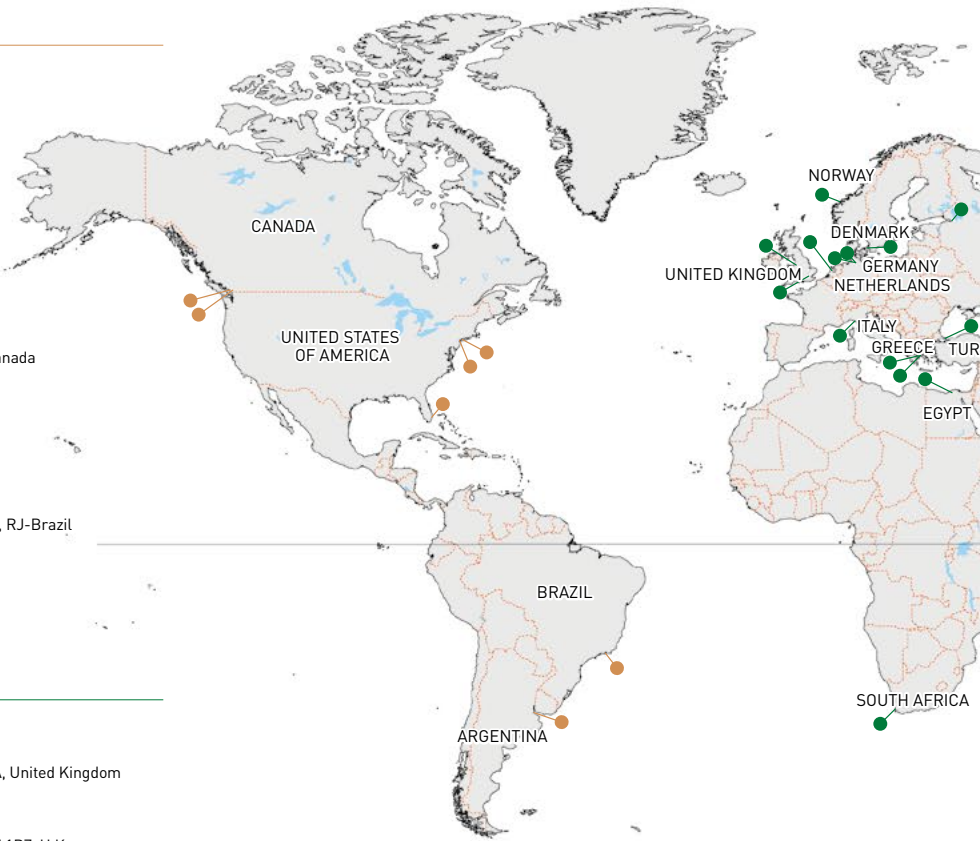 NORWAY
CANADA
DENMARK
GERMANY
UNITED KINGDOM
NETHERLANDS
ITALY
UNITED STATES
OF AMERICA
GREECE
TUR
EGYPT
RJ-Brazil
BRAZIL
SOUTH AFRICA
ARGENTINA
, United Kingdom